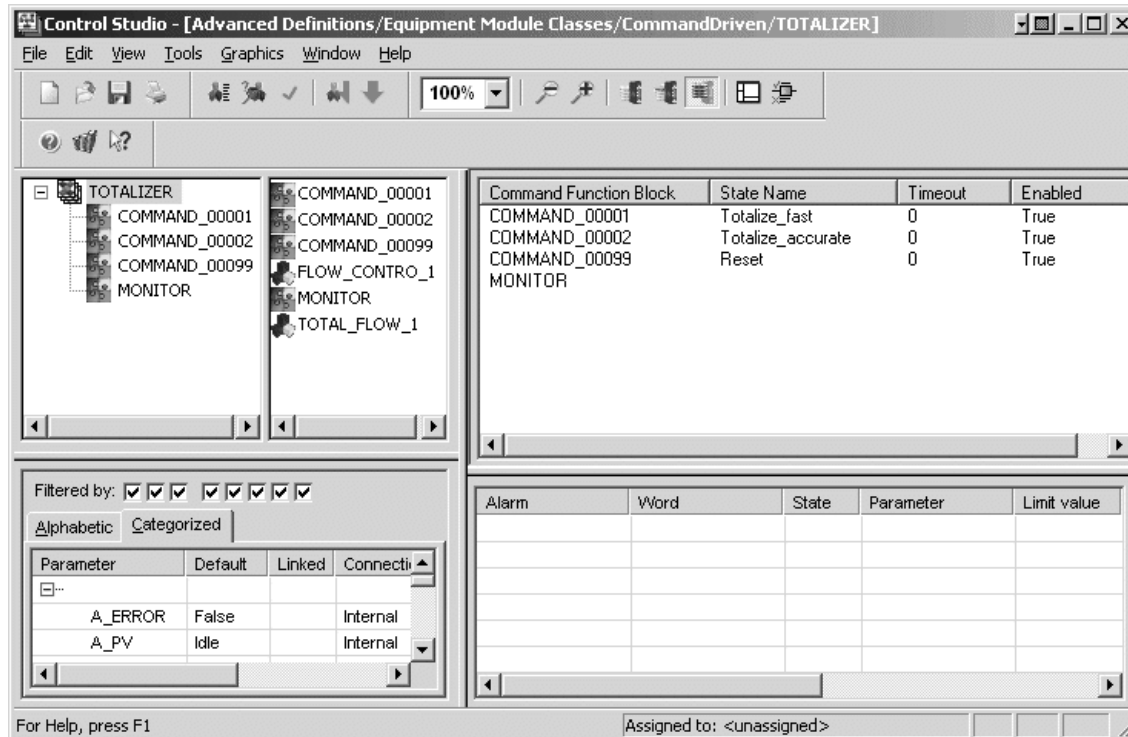 Control Studio - [Advanced Definitions/Equipment Module Classes/CommandDriven/TOTALIZER]
File Edit View Tools Graphics Window Help
100%
TOTALIZER
COMMAND_00001
COMMAND_00002
COMMAND_00099
MONITOR
COMMAND_00001
COMMAND_00002
COMMAND_00099
FLOW_CONTRO_1
MONITOR
TOTAL_FLOW_1
Command Function Block State Name Timeout Enabled
COMMAND_00001 Totalize_fast 0 True
COMMAND_00002 Totalize_accurate 0 True
COMMAND_00099 Reset 0 True
MONITOR
Filtered by:
Alphabetic Categorized
Parameter Default Linked Connecti
A_ERROR False Internal
A_PV Idle Internal
Alarm Word State Parameter Limit value
For Help, press F1
Assigned to: <unassigned>